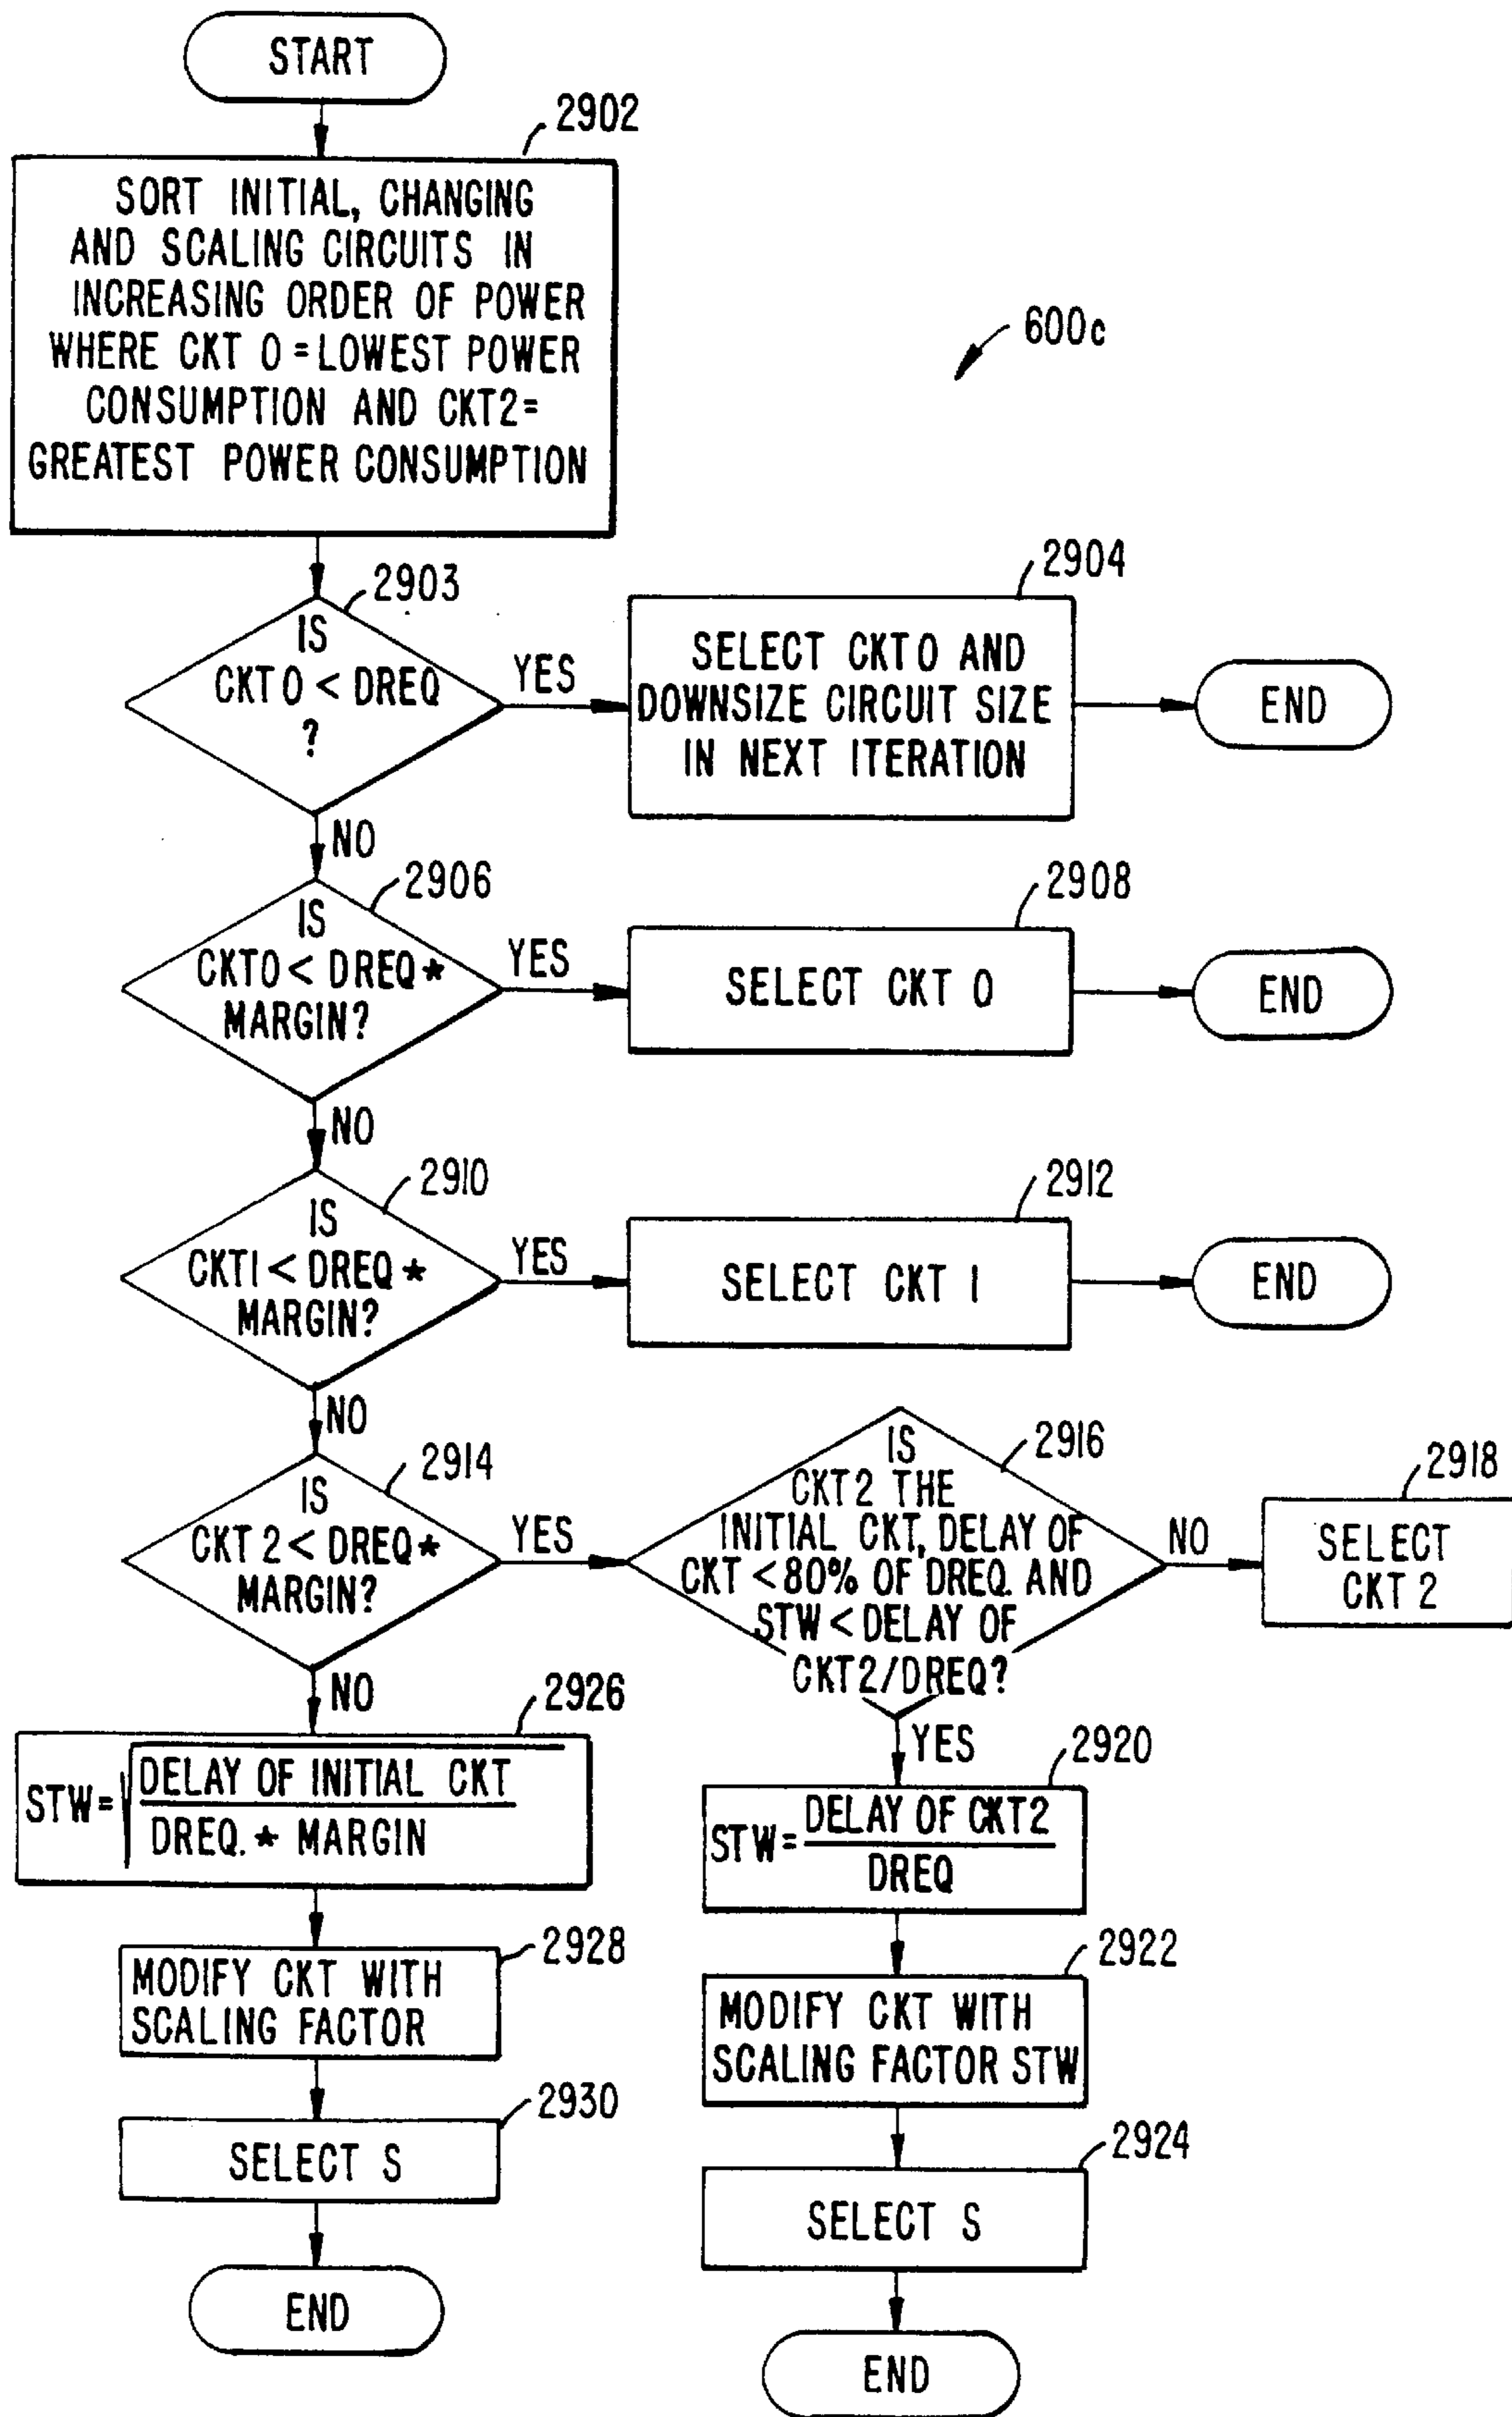 START
2902
SORT INITIAL, CHANGING
AND SCALING CIRCUITS IN
INCREASING ORDER OF POWER
WHERE CKT 0 = LOWEST POWER
CONSUMPTION AND CKT2=
GREATEST POWER CONSUMPTION
600c
2903
IS
CKT0 < DREQ
?
YES
2904
SELECT CKT0 AND
DOWNSIZE CIRCUIT SIZE
IN NEXT ITERATION
END
NO
2906
IS
CKT0 < DREQ *
MARGIN?
YES
2908
SELECT CKT 0
END
NO
2910
IS
CKT1 < DREQ *
MARGIN?
YES
2912
SELECT CKT 1
END
NO
2914
IS
CKT 2 < DREQ *
MARGIN?
YES
2916
IS
CKT2 THE
INITIAL CKT, DELAY OF
CKT <80% OF DREQ. AND
STW < DELAY OF
CKT2/DREQ?
NO
2918
SELECT
CKT 2
NO
2926
STW = √ DELAY OF INITIAL CKT
DREQ. * MARGIN
YES
2920
STW = DELAY OF CKT2
DREQ
2928
MODIFY CKT WITH
SCALING FACTOR
2922
MODIFY CKT WITH
SCALING FACTOR STW
2930
SELECT S
2924
SELECT S
END
END